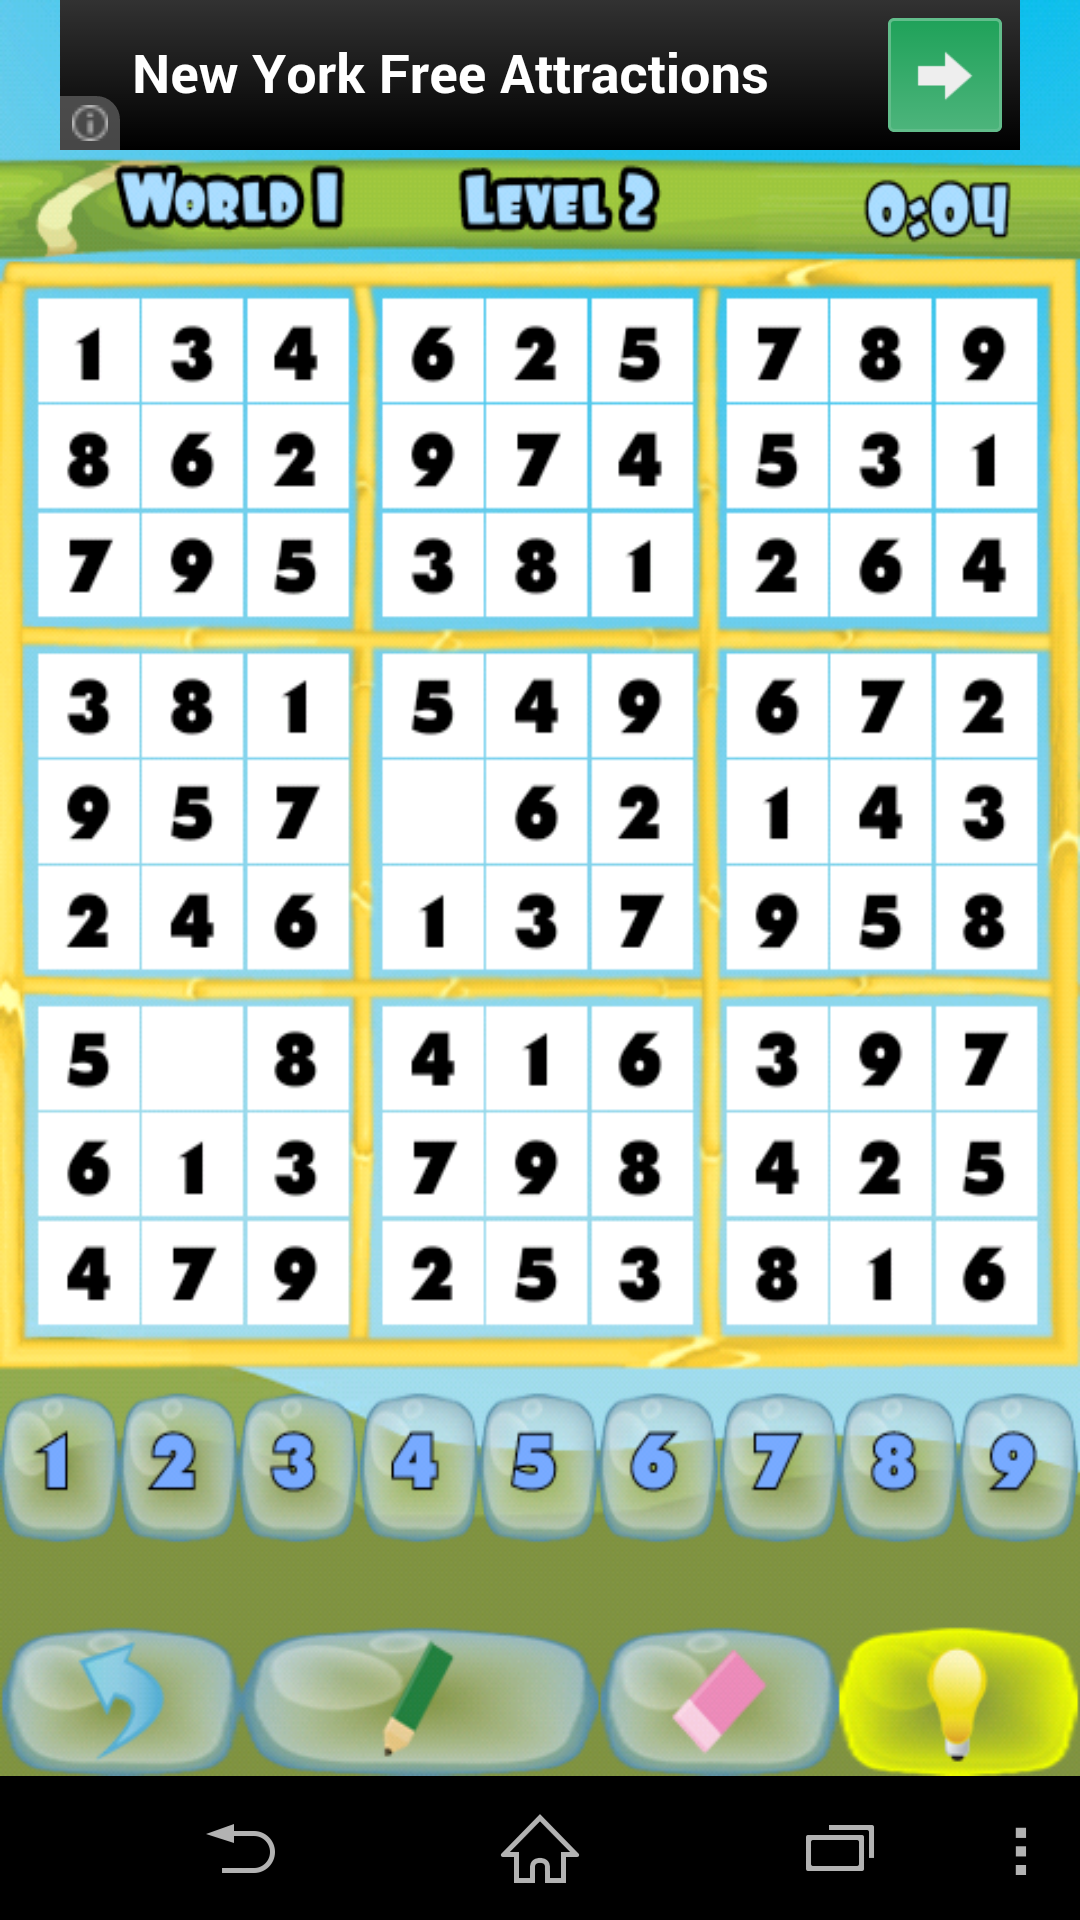 New York Free Attractions
World 1 Level 2 0:04
1 3 4 6 2 5 7 8 9
8 6 2 9 7 4 5 3 1
7 9 5 3 8 1 2 6 4
3 8 1 5 4 9 6 7 2
9 5 7 6 2 1 4 3
2 4 6 1 3 7 9 5 8
5 8 4 1 6 3 9 7
6 1 3 7 9 8 4 2 5
4 7 9 2 5 3 8 1 6
1 2 3 4 5 6 7 8 9